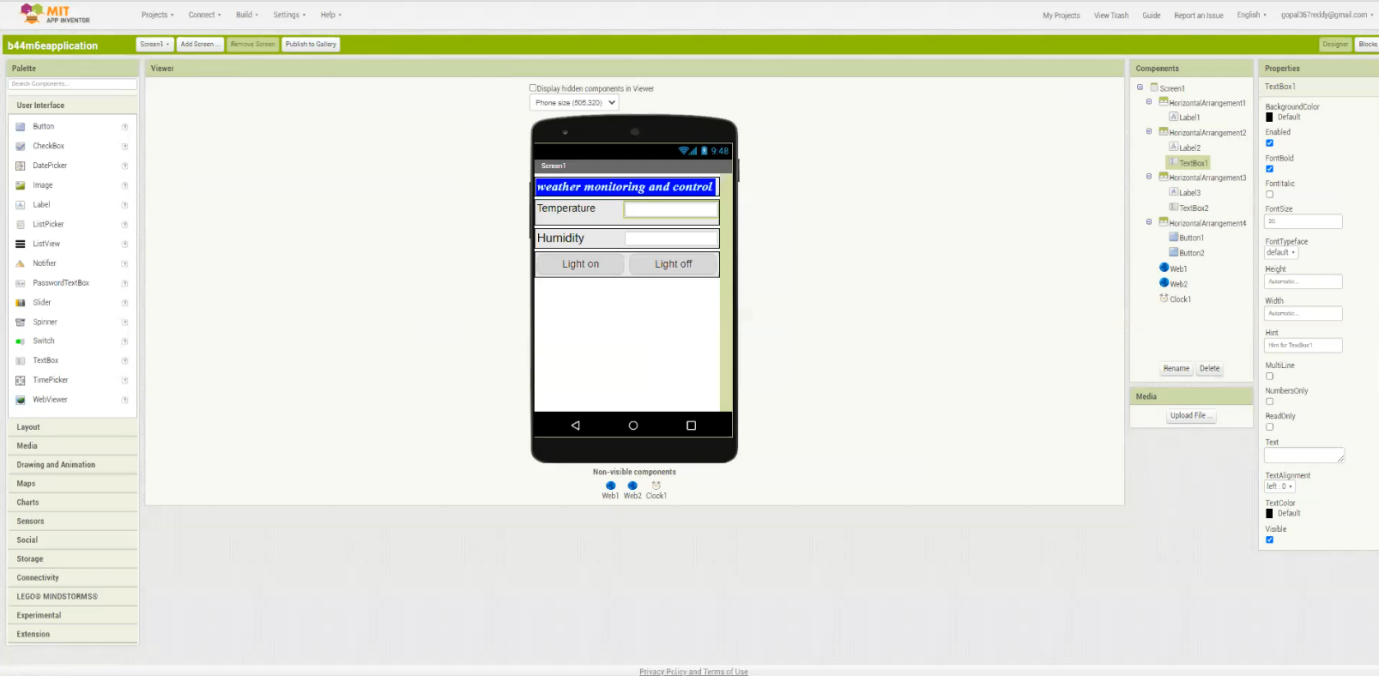 MIT
APP INVENTOR
Projects Connect Build Settings Help
My Projects View Trash Guide Report an Issue English gopal367reddy@gmail.com
b44m6eapplication
Screen1 Add Screen ... Remove Screen Publish to Gallery
Designer Blocks
Palette
Search Components...
User Interface
Button
CheckBox
DatePicker
Image
Label
ListPicker
ListView
Notifier
PasswordTextBox
Slider
Spinner
Switch
TextBox
TimePicker
WebViewer
Layout
Media
Drawing and Animation
Maps
Charts
Sensors
Social
Storage
Connectivity
LEGO® MINDSTORMS®
Experimental
Extension
Viewer
Display hidden components in Viewer
Phone size (505,320)
9:48
Screen1
weather monitoring and control
Temperature
Humidity
Light on Light off
Non-visible components
Web1 Web2 Clock1
Components
Screen1
HorizontalArrangement1
Label1
HorizontalArrangement2
Label2
TextBox1
HorizontalArrangement3
Label3
TextBox2
HorizontalArrangement4
Button1
Button2
Web1
Web2
Clock1
Rename Delete
Media
Upload File ...
Properties
TextBox1
BackgroundColor
Default
Enabled
FontBold
FontItalic
FontSize
20
FontTypeface
default
Height
Automatic...
Width
Automatic...
Hint
Hint for TextBox1
MultiLine
NumbersOnly
ReadOnly
Text
TextAlignment
left : 0
TextColor
Default
Visible
Privacy Policy and Terms of Use